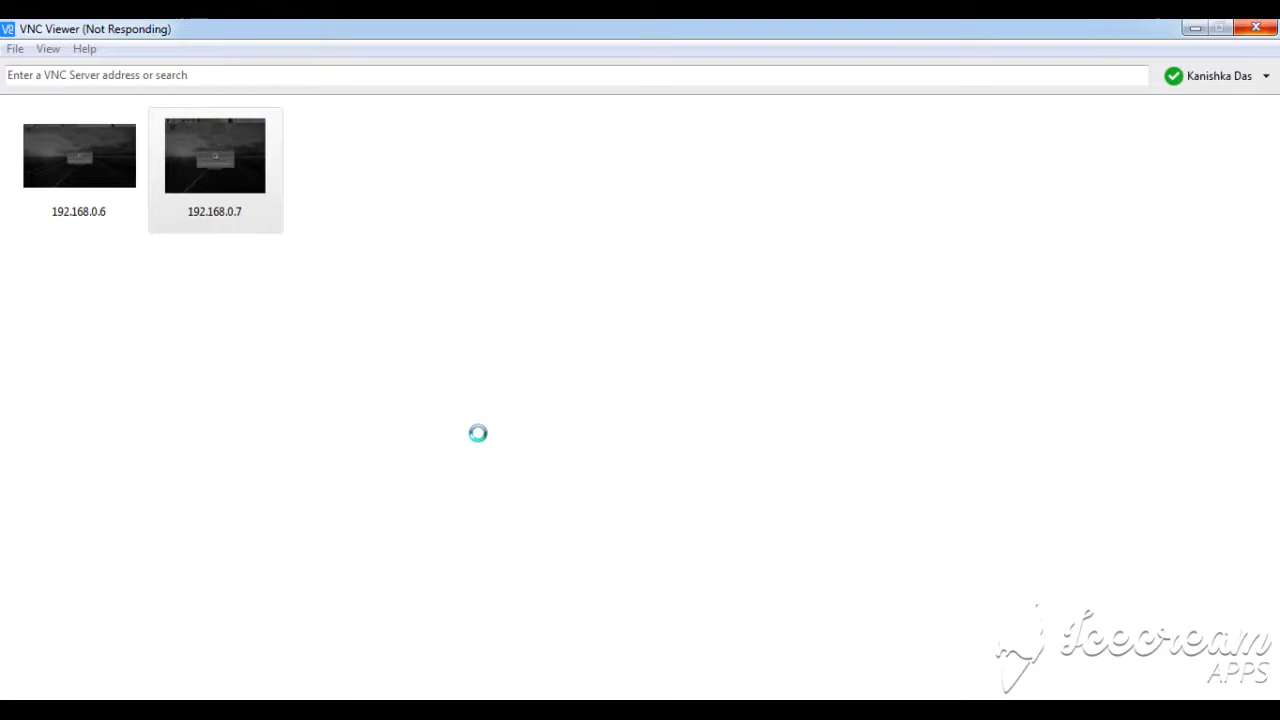 VNC Viewer (Not Responding)
File View Help
Enter a VNC Server address or search
Kanishka Das
192.168.0.6
192.168.0.7
Icecream
APPS